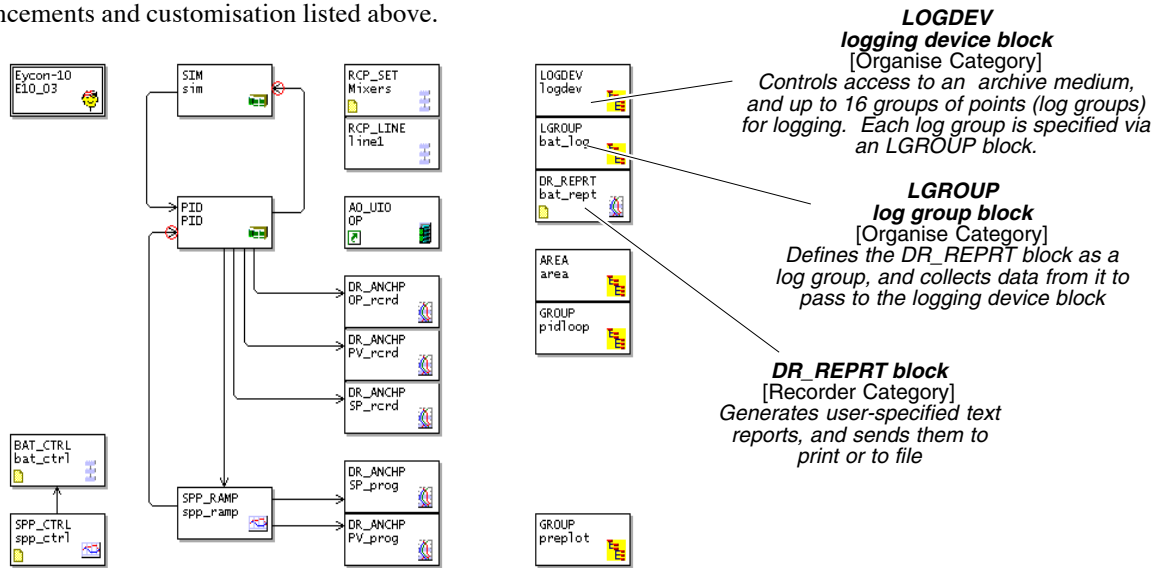 ncements and customisation listed above.
Eycon-10
E10_03
SIM
sim
RCP_SET
Mixers
RCP_LINE
line1
PID
PID
AO_UIO
OP
DR_ANCHP
OP_rcrd
DR_ANCHP
PV_rcrd
DR_ANCHP
SP_rcrd
BAT_CTRL
bat_ctrl
SPP_CTRL
spp_ctrl
SPP_RAMP
spp_ramp
DR_ANCHP
SP_prog
DR_ANCHP
PV_prog
LOGDEV
logdev
LGROUP
bat_log
DR_REPRT
bat_rept
AREA
area
GROUP
pidloop
GROUP
preplot
LOGDEV
logging device block
[Organise Category]
Controls access to an archive medium,
and up to 16 groups of points (log groups)
for logging. Each log group is specified via
an LGROUP block.
LGROUP
log group block
[Organise Category]
Defines the DR_REPRT block as a
log group, and collects data from it to
pass to the logging device block
DR_REPRT block
[Recorder Category]
Generates user-specified text
reports, and sends them to
print or to file